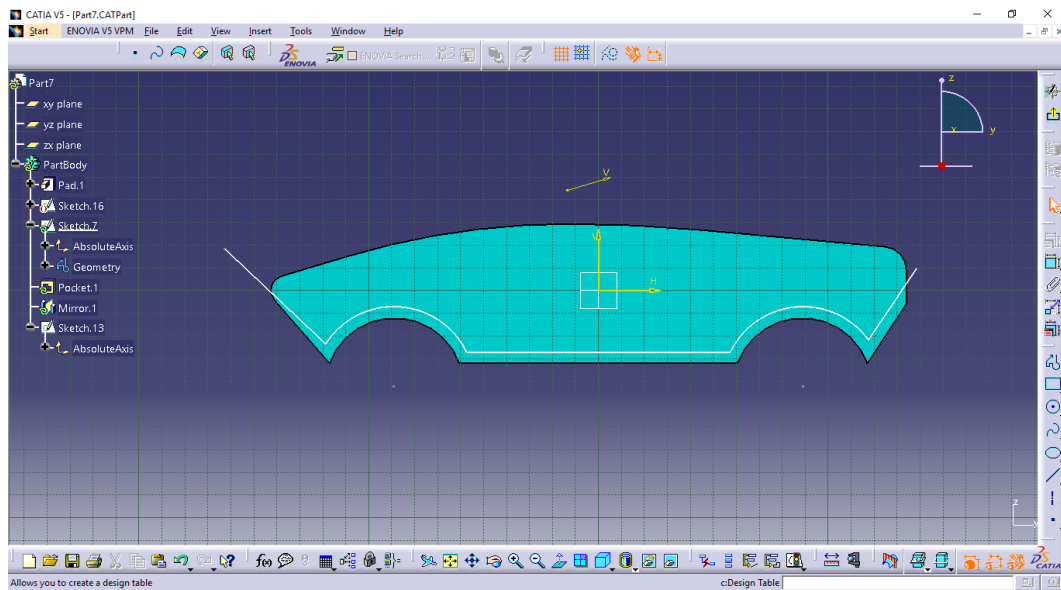 CATIA V5 - [Part7.CATPart]
Start ENOVIA V5 VPM File Edit View Insert Tools Window Help
ENOVIA ENOVIA Search...
Part7
xy plane
yz plane
zx plane
PartBody
Pad.1
Sketch.16
Sketch.7
AbsoluteAxis
Geometry
Pocket.1
Mirror.1
Sketch.13
AbsoluteAxis
z
x y
V
V
H
z
y
f(x)
CATIA
Allows you to create a design table c:Design Table